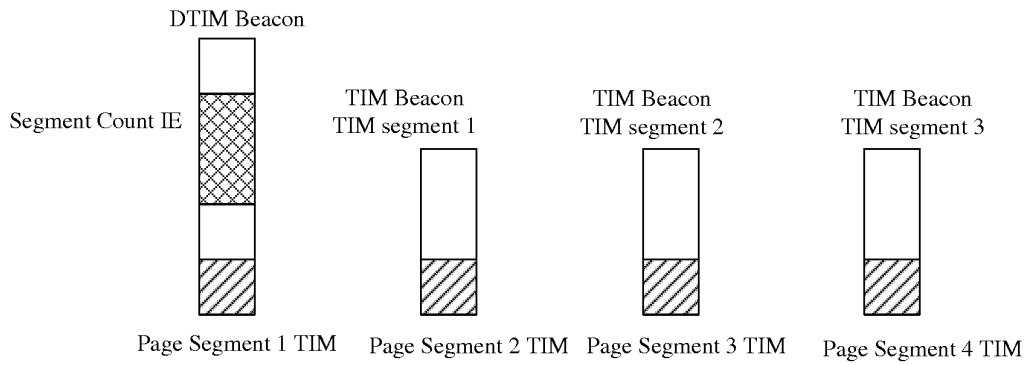 DTIM Beacon
Segment Count IE
TIM Beacon
TIM segment 1
TIM Beacon
TIM segment 2
TIM Beacon
TIM segment 3
Page Segment 1 TIM
Page Segment 2 TIM
Page Segment 3 TIM
Page Segment 4 TIM